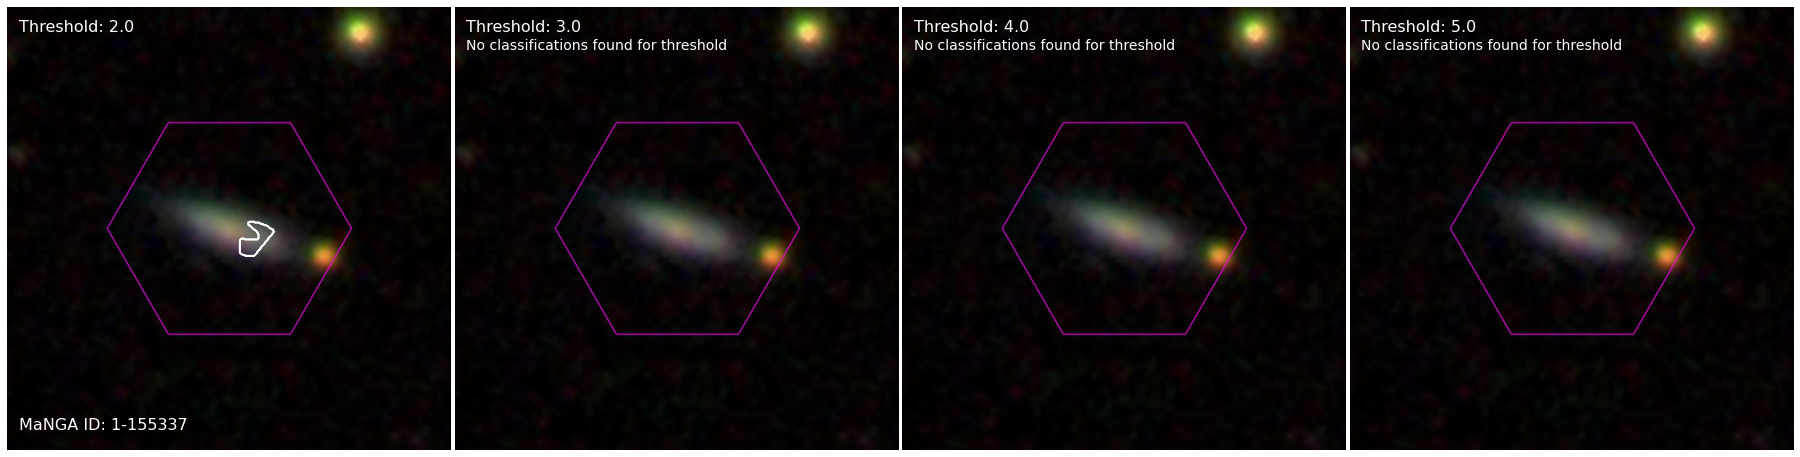 Threshold: 2.0
MaNGA ID: 1-155337
Threshold: 3.0
No classifications found for threshold
Threshold: 4.0
No classifications found for threshold
Threshold: 5.0
No classifications found for threshold